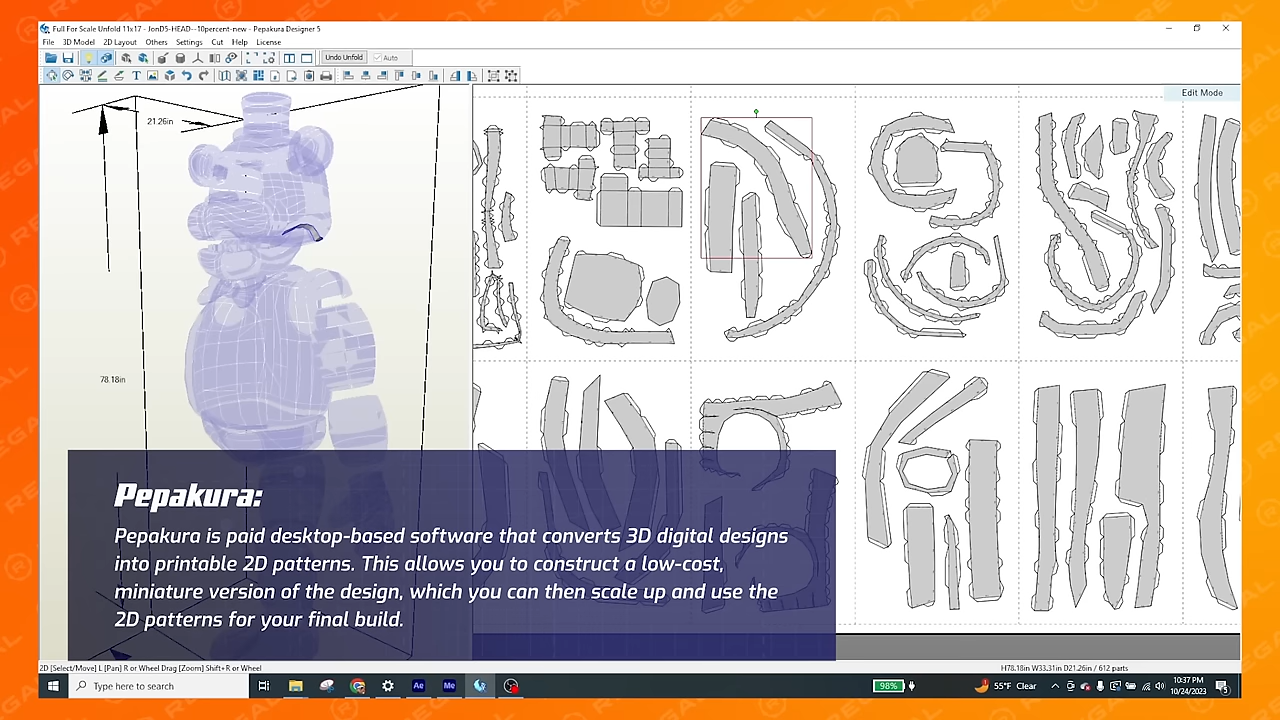 Full For Scale Unfold 11x17 - JonD5-HEAD--10percent-new - Pepakura Designer 5
File 3D Model 2D Layout Others Settings Cut Help License
Undo Unfold Auto
Edit Mode
21.26in
78.18in
Pepakura:
Pepakura is paid desktop-based software that converts 3D digital designs
into printable 2D patterns. This allows you to construct a low-cost,
miniature version of the design, which you can then scale up and use the
2D patterns for your final build.
2D [Select/Move] L [Pan] R or Wheel Drag [Zoom] Shift+R or Wheel
H78.18in W33.31in D21.26in / 612 parts
Type here to search
Ae
Me
98%
55°F Clear
10:37 PM
10/24/2023
5
REGAL